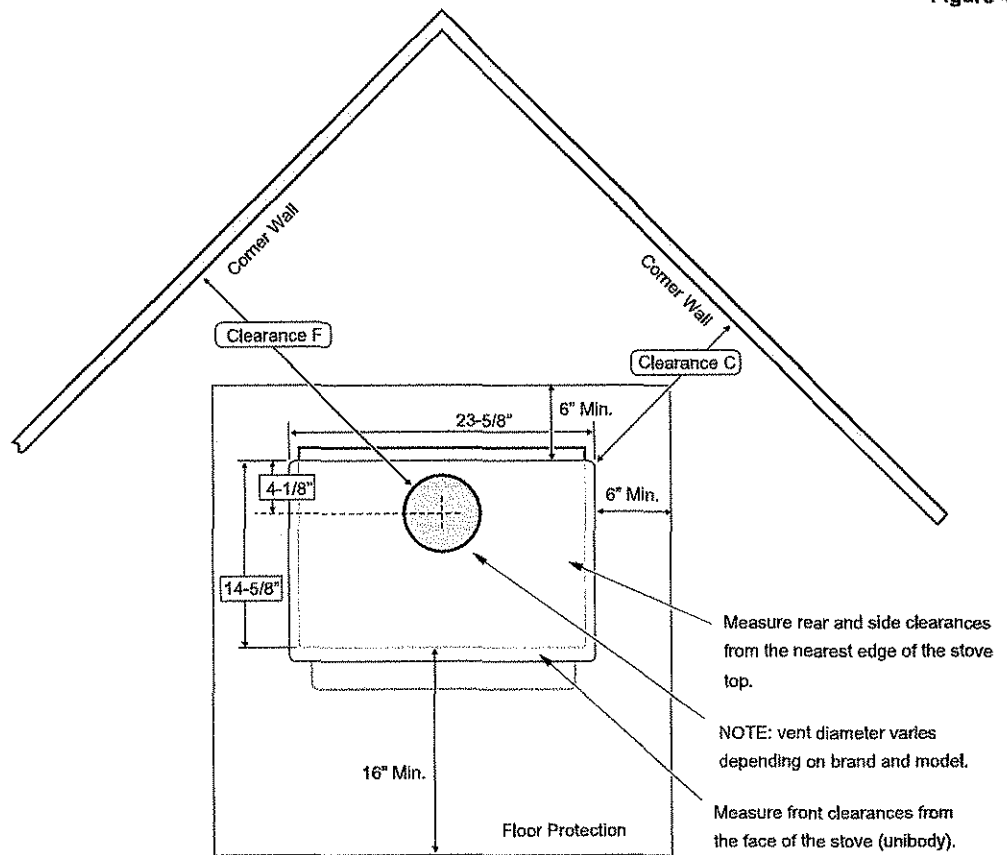 Figure
Corner Wall
Corner Wall
Clearance F
Clearance C
6" Min.
23-5/8"
4-1/8"
6" Min.
14-5/8"
Measure rear and side clearances
from the nearest edge of the stove
top.
NOTE: vent diameter varies
depending on brand and model.
16" Min.
Measure front clearances from
the face of the stove (unibody).
Floor Protection